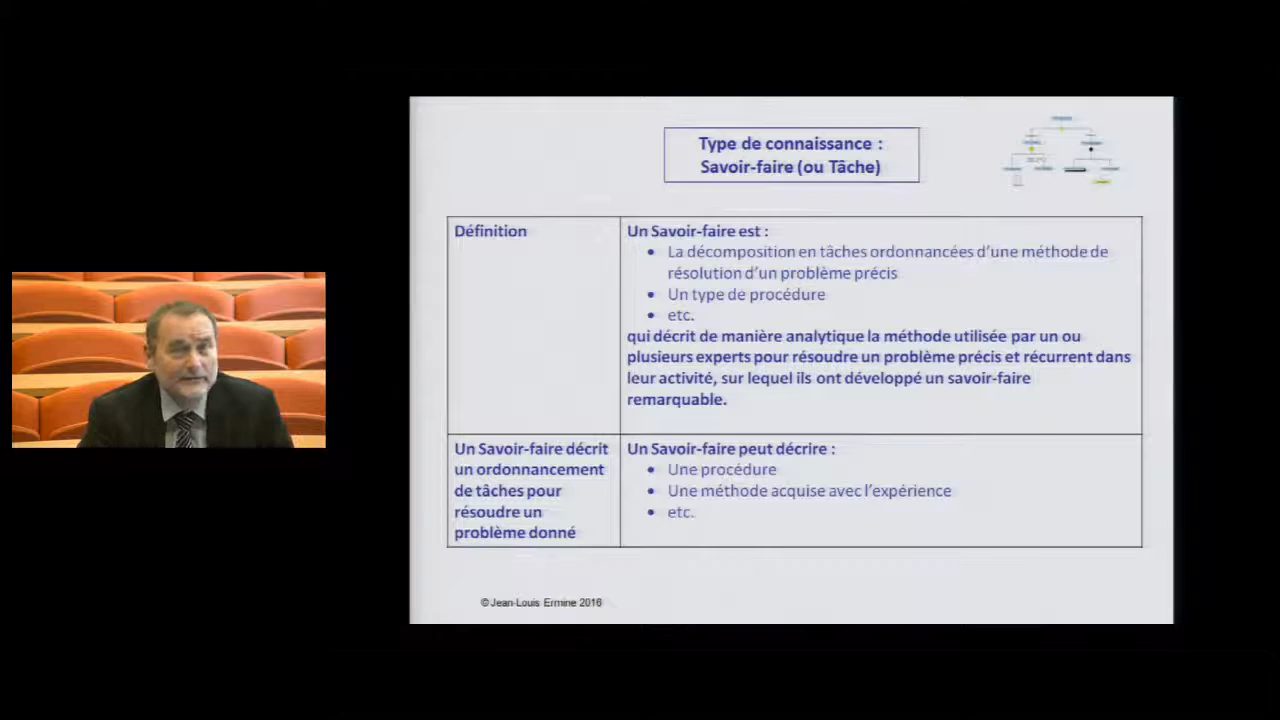 Type de connaissance :
Savoir-faire (ou Tâche)
Définition
Un Savoir-faire est :
• La décomposition en tâches ordonnancées d'une méthode de
résolution d'un problème précis
• Un type de procédure
• etc.
qui décrit de manière analytique la méthode utilisée par un ou
plusieurs experts pour résoudre un problème précis et récurrent dans
leur activité, sur lequel ils ont développé un savoir-faire
remarquable.
Un Savoir-faire décrit
un ordonnancement
de tâches pour
résoudre un
problème donné
Un Savoir-faire peut décrire :
• Une procédure
• Une méthode acquise avec l'expérience
• etc.
© Jean-Louis Ermine 2016